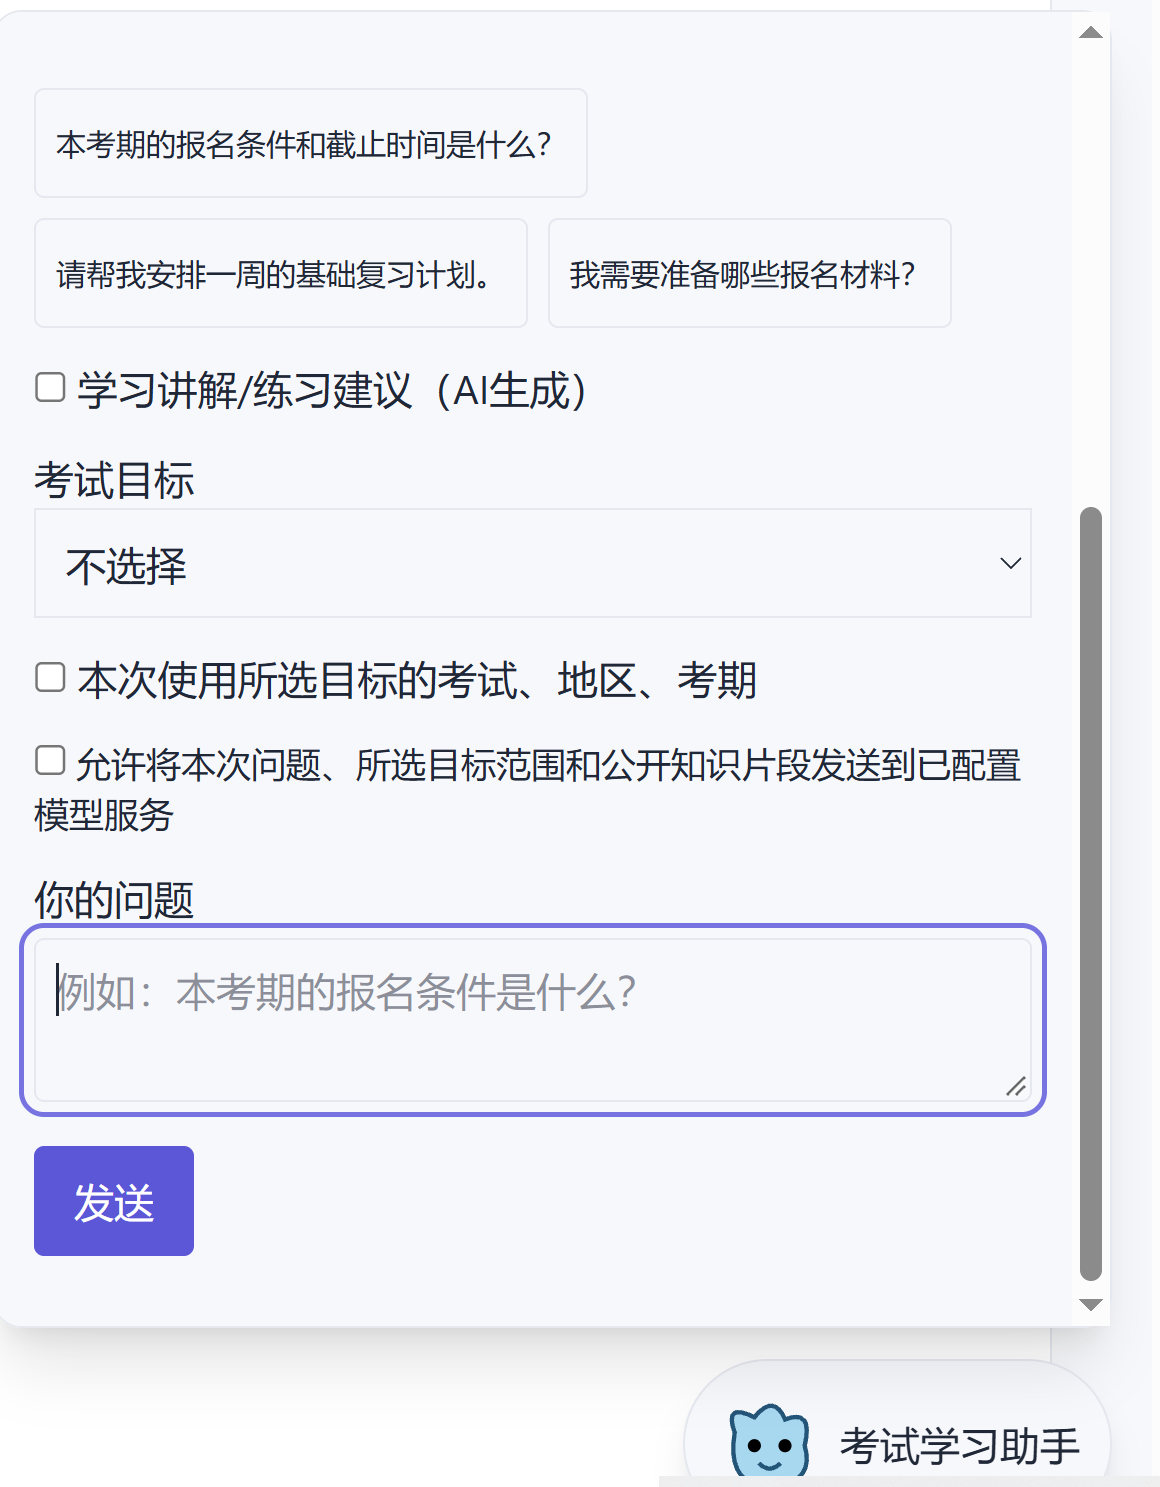 本考期的报名条件和截止时间是什么？
请帮我安排一周的基础复习计划。
我需要准备哪些报名材料？
学习讲解/练习建议（AI生成）
考试目标
不选择
本次使用所选目标的考试、地区、考期
允许将本次问题、所选目标范围和公开知识片段发送到已配置
模型服务
你的问题
例如：本考期的报名条件是什么？
发送
考试学习助手